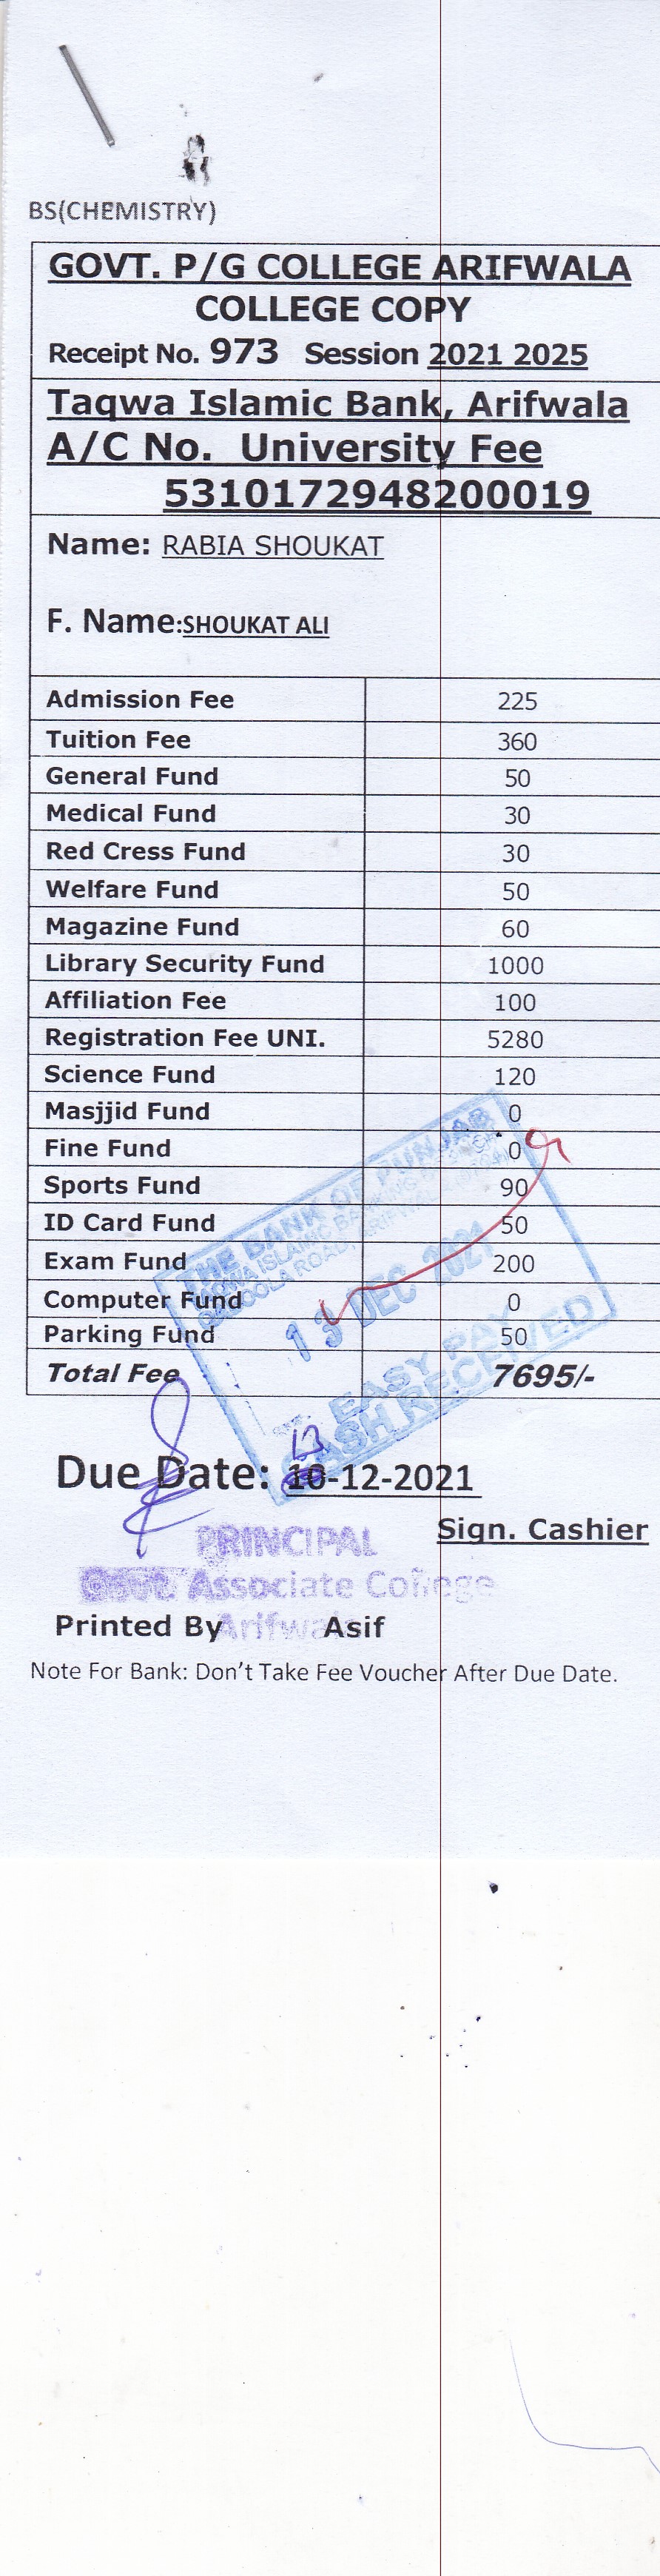 BS(CHEMISTRY)
GOVT. P/G COLLEGE ARIFWALA
COLLEGE COPY
Receipt No. 973 Session 2021 2025
Taqwa Islamic Bank, Arifwala
A/C No. University Fee
5310172948200019
Name: RABIA SHOUKAT
F. Name:SHOUKAT ALI
Admission Fee 225
Tuition Fee 360
General Fund 50
Medical Fund 30
Red Cress Fund 30
Welfare Fund 50
Magazine Fund 60
Library Security Fund 1000
Affiliation Fee 100
Registration Fee UNI. 5280
Science Fund 120
Masjjid Fund 0
Fine Fund 0
Sports Fund 90
ID Card Fund 50
Exam Fund 200
Computer Fund 0
Parking Fund 50
Total Fee 7695/-
THE BANK OF PUNJAB
TAQWA ISLAMIC BANKING
ROAD, ARIFWALA
13 DEC 2021
EASY PAY
CASH RECEIVED
13
Due Date: 10-12-2021
Sign. Cashier
PRINCIPAL
Govt. Associate College
Arifwala
Printed By Asif
Note For Bank: Don't Take Fee Voucher After Due Date.